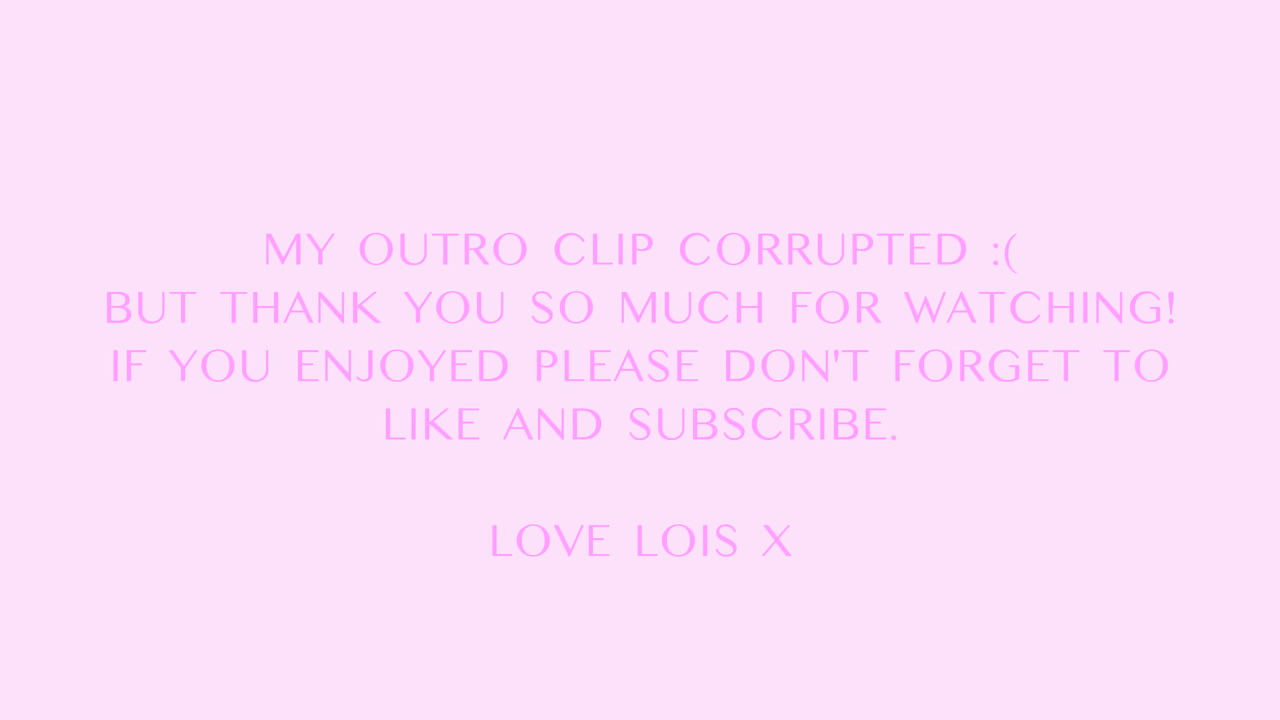 MY OUTRO CLIP CORRUPTED :(
BUT THANK YOU SO MUCH FOR WATCHING!
IF YOU ENJOYED PLEASE DON'T FORGET TO
LIKE AND SUBSCRIBE.
LOVE LOIS X